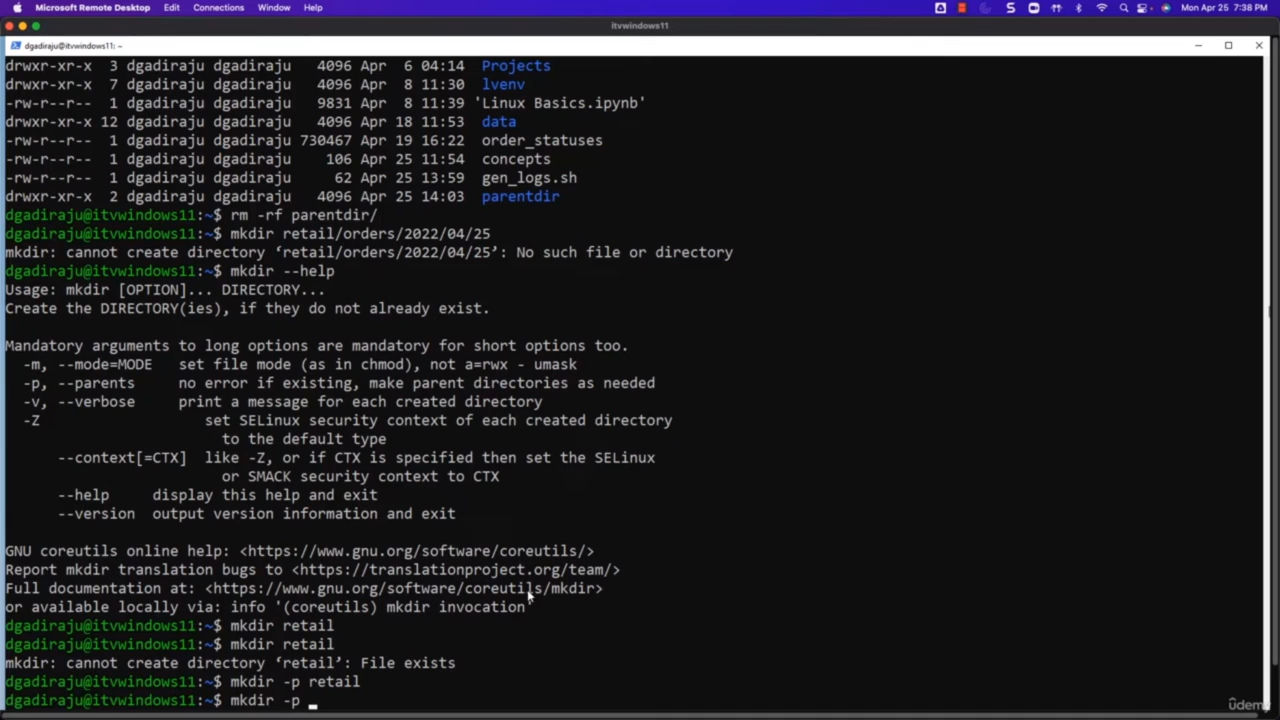 Microsoft Remote Desktop Edit Connections Window Help Mon Apr 25 7:38 PM
itvwindows11
dgadiraju@itvwindows11: ~
drwxr-xr-x 3 dgadiraju dgadiraju 4096 Apr 6 04:14 Projects
drwxr-xr-x 7 dgadiraju dgadiraju 4096 Apr 8 11:30 lvenv
-rw-r--r-- 1 dgadiraju dgadiraju 9831 Apr 8 11:39 'Linux Basics.ipynb'
drwxr-xr-x 12 dgadiraju dgadiraju 4096 Apr 18 11:53 data
-rw-r--r-- 1 dgadiraju dgadiraju 730467 Apr 19 16:22 order_statuses
-rw-r--r-- 1 dgadiraju dgadiraju 106 Apr 25 11:54 concepts
-rw-r--r-- 1 dgadiraju dgadiraju 62 Apr 25 13:59 gen_logs.sh
drwxr-xr-x 2 dgadiraju dgadiraju 4096 Apr 25 14:03 parentdir
dgadiraju@itvwindows11:~$ rm -rf parentdir/
dgadiraju@itvwindows11:~$ mkdir retail/orders/2022/04/25
mkdir: cannot create directory ‘retail/orders/2022/04/25’: No such file or directory
dgadiraju@itvwindows11:~$ mkdir --help
Usage: mkdir [OPTION]... DIRECTORY...
Create the DIRECTORY(ies), if they do not already exist.
Mandatory arguments to long options are mandatory for short options too.
-m, --mode=MODE set file mode (as in chmod), not a=rwx - umask
-p, --parents no error if existing, make parent directories as needed
-v, --verbose print a message for each created directory
-Z set SELinux security context of each created directory
to the default type
--context[=CTX] like -Z, or if CTX is specified then set the SELinux
or SMACK security context to CTX
--help display this help and exit
--version output version information and exit
GNU coreutils online help: <https://www.gnu.org/software/coreutils/>
Report mkdir translation bugs to <https://translationproject.org/team/>
Full documentation at: <https://www.gnu.org/software/coreutils/mkdir>
or available locally via: info '(coreutils) mkdir invocation'
dgadiraju@itvwindows11:~$ mkdir retail
dgadiraju@itvwindows11:~$ mkdir retail
mkdir: cannot create directory ‘retail’: File exists
dgadiraju@itvwindows11:~$ mkdir -p retail
dgadiraju@itvwindows11:~$ mkdir -p
ûdemy